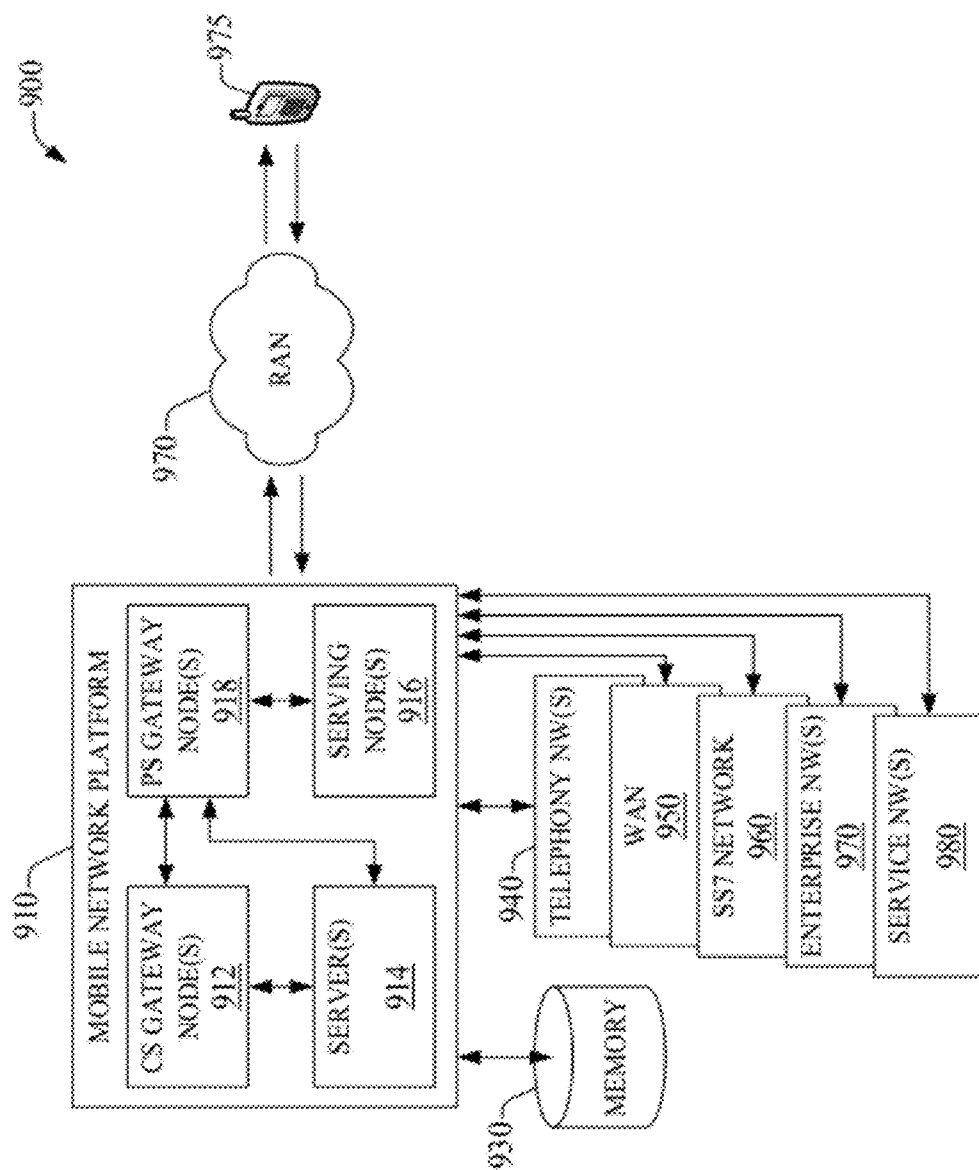 900
910
MOBILE NETWORK PLATFORM
CS GATEWAY
NODE(S)
912
PS GATEWAY
NODE(S)
918
SERVER(S)
914
SERVING
NODE(S)
916
970
RAN
975
930
MEMORY
940
TELEPHONY NW(S)
WAN
950
SS7 NETWORK
960
ENTERPRISE NW(S)
970
SERVICE NW(S)
980